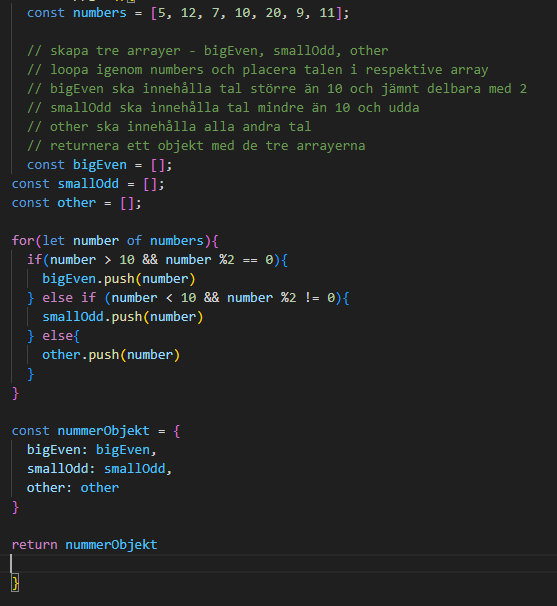 const numbers = [5, 12, 7, 10, 20, 9, 11];
// skapa tre arrayer - bigEven, smallOdd, other
// loopa igenom numbers och placera talen i respektive array
// bigEven ska innehålla tal större än 10 och jämnt delbara med 2
// smallOdd ska innehålla tal mindre än 10 och udda
// other ska innehålla alla andra tal
// returnera ett objekt med de tre arrayerna
const bigEven = [];
const smallOdd = [];
const other = [];
for(let number of numbers){
if(number > 10 && number %2 == 0){
bigEven.push(number)
} else if (number < 10 && number %2 != 0){
smallOdd.push(number)
} else{
other.push(number)
}
}
const nummerObjekt = {
bigEven: bigEven,
smallOdd: smallOdd,
other: other
}
return nummerObjekt
}